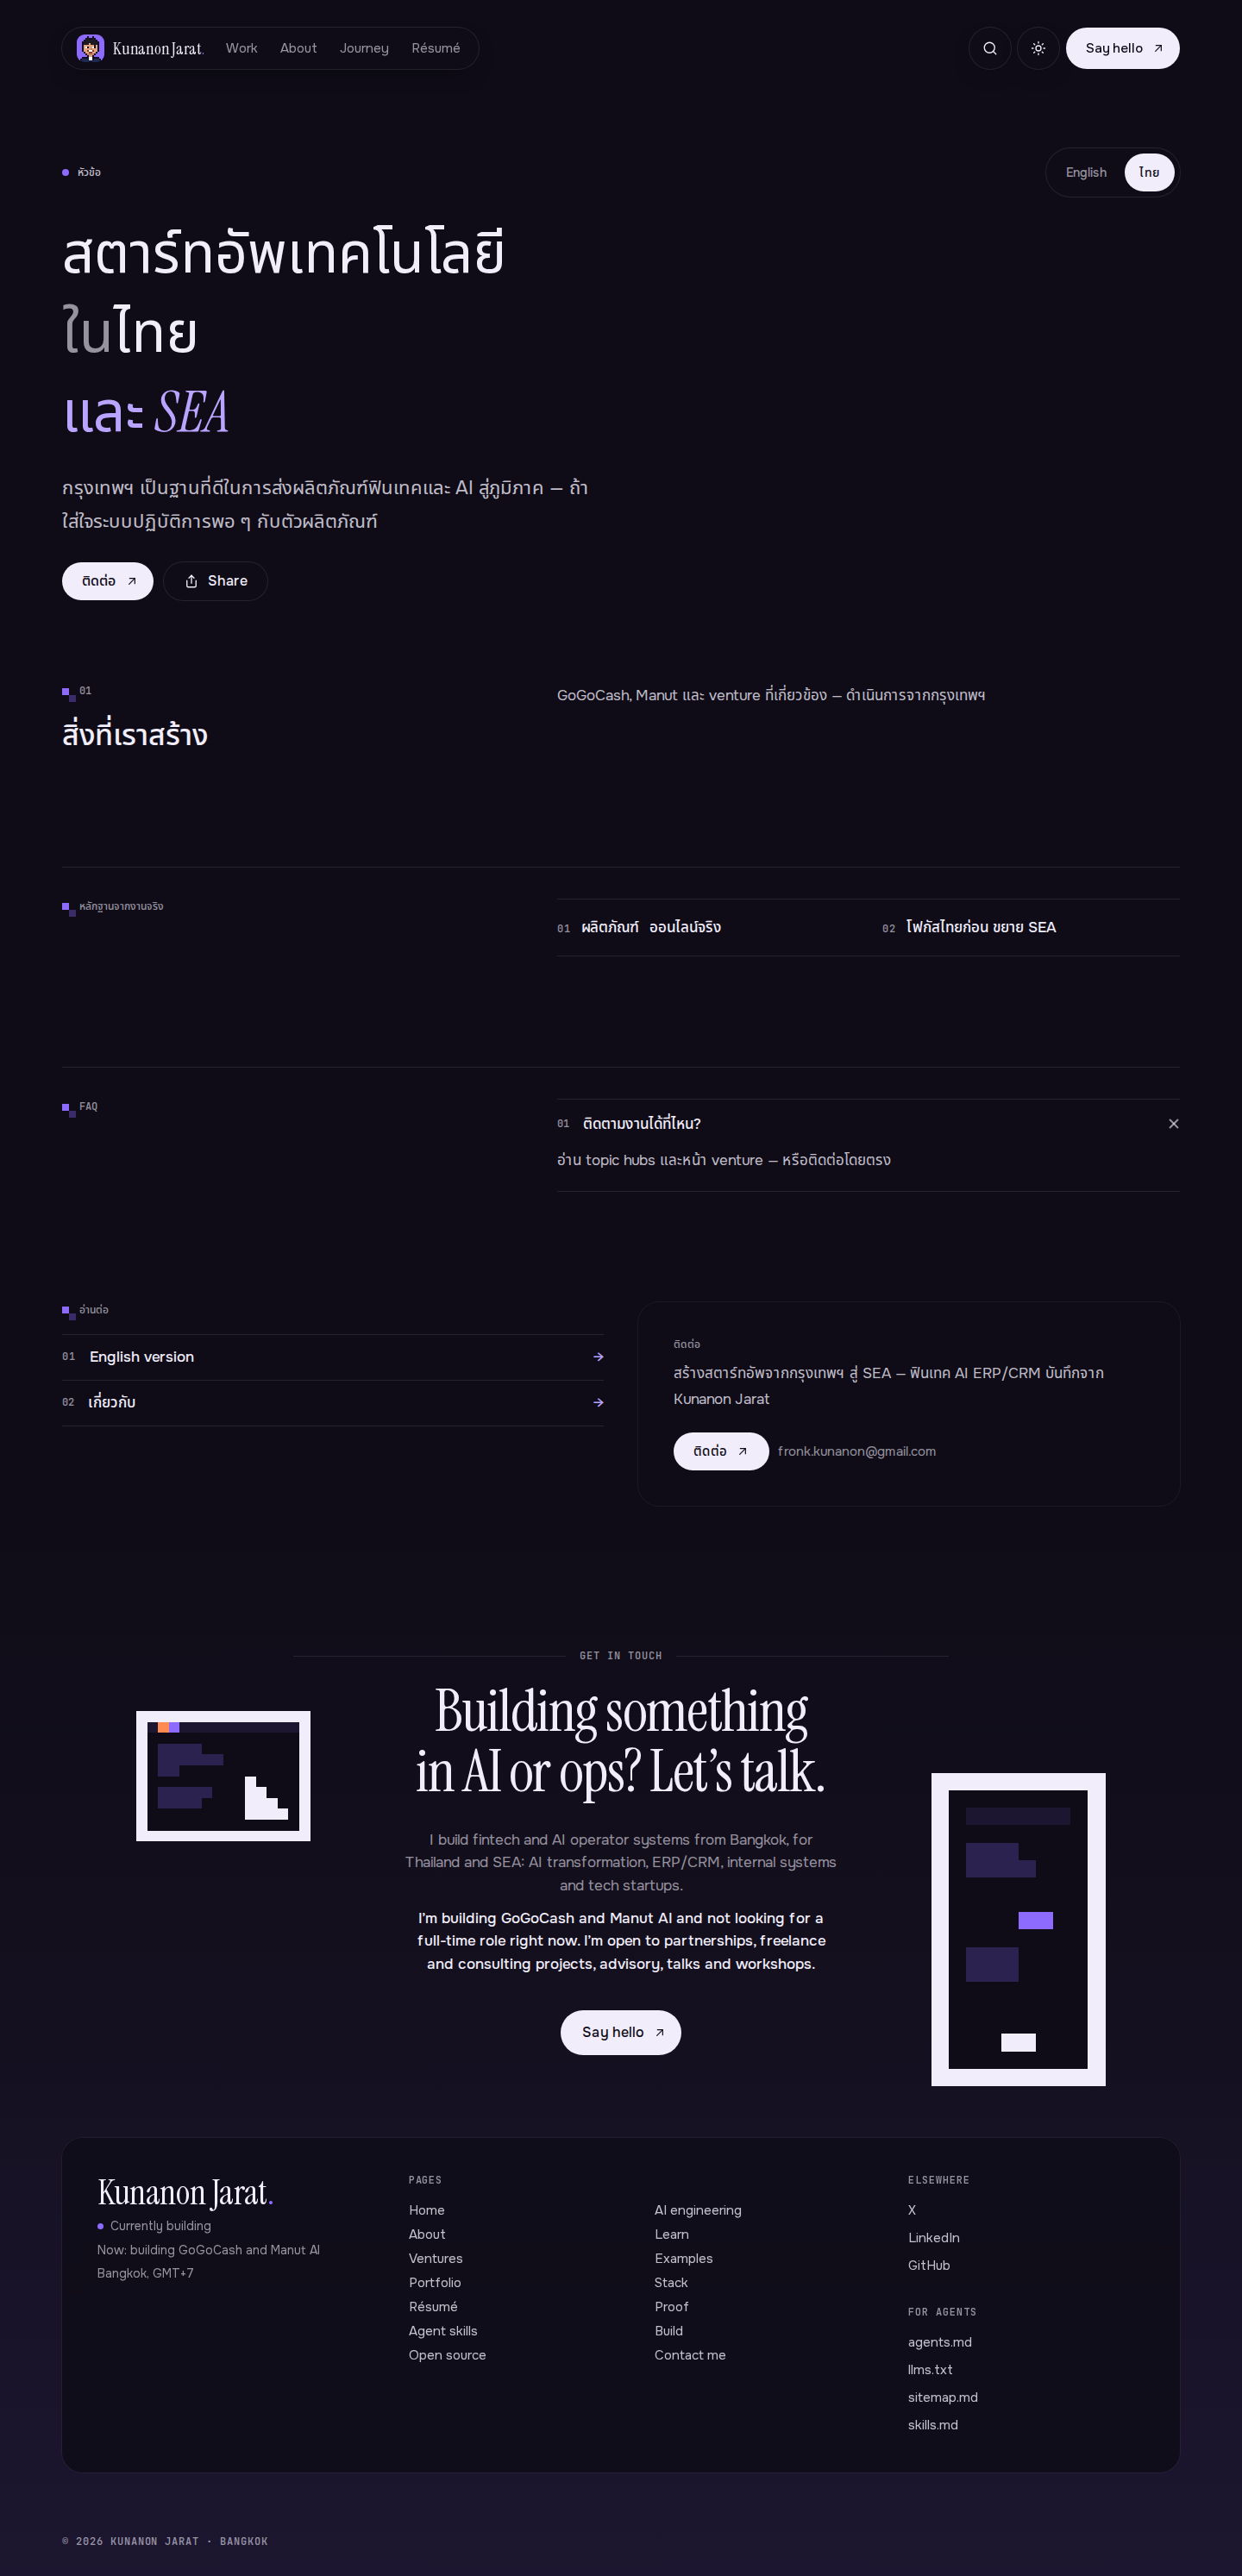 Kunanon Jarat.
Work
About
Journey
Résumé
Say hello
หัวข้อ
English
ไทย
สตาร์ทอัพเทคโนโลยี
ในไทย
และ SEA
กรุงเทพฯ เป็นฐานที่ดีในการส่งผลิตภัณฑ์ฟินเทคและ AI สู่ภูมิภาค — ถ้า
ใส่ใจระบบปฏิบัติการพอ ๆ กับตัวผลิตภัณฑ์
ติดต่อ
Share
01
สิ่งที่เราสร้าง
GoGoCash, Manut และ venture ที่เกี่ยวข้อง — ดำเนินการจากกรุงเทพฯ
หลักฐานจากงานจริง
01 ผลิตภัณฑ์ ออนไลน์จริง
02 โฟกัสไทยก่อน ขยาย SEA
FAQ
01 ติดตามงานได้ที่ไหน?
อ่าน topic hubs และหน้า venture — หรือติดต่อโดยตรง
อ่านต่อ
01 English version
02 เกี่ยวกับ
ติดต่อ
สร้างสตาร์ทอัพจากกรุงเทพฯ สู่ SEA — ฟินเทค AI ERP/CRM บันทึกจาก
Kunanon Jarat
ติดต่อ
fronk.kunanon@gmail.com
GET IN TOUCH
Building something
in AI or ops? Let’s talk.
I build fintech and AI operator systems from Bangkok, for
Thailand and SEA: AI transformation, ERP/CRM, internal systems
and tech startups.
I’m building GoGoCash and Manut AI and not looking for a
full-time role right now. I’m open to partnerships, freelance
and consulting projects, advisory, talks and workshops.
Say hello
Kunanon Jarat.
Currently building
Now: building GoGoCash and Manut AI
Bangkok, GMT+7
PAGES
Home
About
Ventures
Portfolio
Résumé
Agent skills
Open source
AI engineering
Learn
Examples
Stack
Proof
Build
Contact me
ELSEWHERE
X
LinkedIn
GitHub
FOR AGENTS
agents.md
llms.txt
sitemap.md
skills.md
© 2026 KUNANON JARAT · BANGKOK